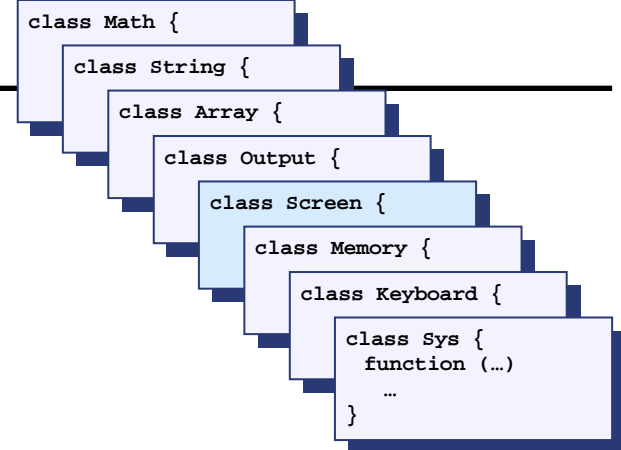 class Math {
class String {
class Array {
class Output {
class Screen {
class Memory {
class Keyboard {
class Sys {
function (…)
…
}